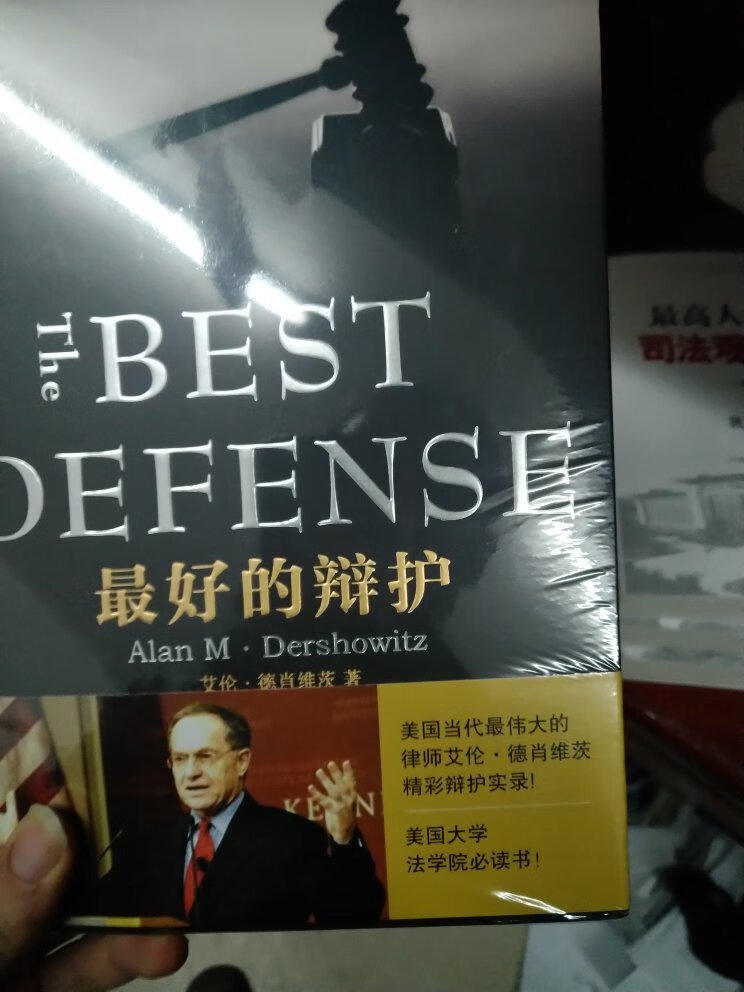 The
BEST
DEFENSE
最好的辩护
Alan M · Dershowitz
艾伦·德肖维茨 著
美国当代最伟大的
律师艾伦·德肖维茨
精彩辩护实录!
美国大学
法学院必读书!
KENN
最高人
司法